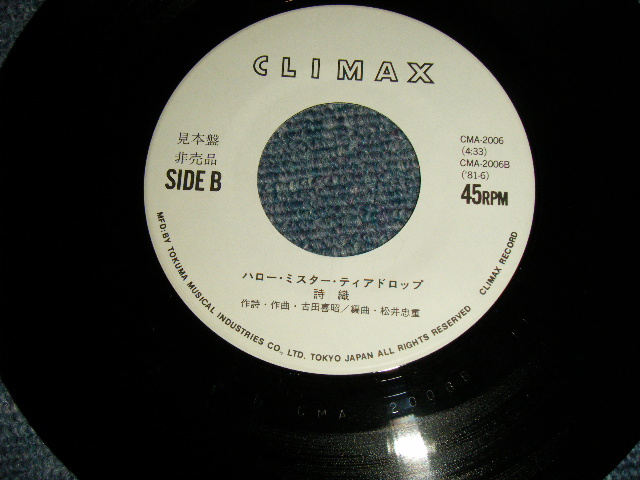 CLIMAX
見本盤
非売品
SIDE B
CMA-2006
(4:33)
CMA-2006B
('81・6)
45RPM
ハロー・ミスター・ティアドロップ
詩織
作詩・作曲・古田喜昭/編曲・松井忠重
MFD: BY TOKUMA MUSICAL INDUSTRIES CO., LTD. TOKYO JAPAN ALL RIGHTS RESERVED CLIMAX RECORD